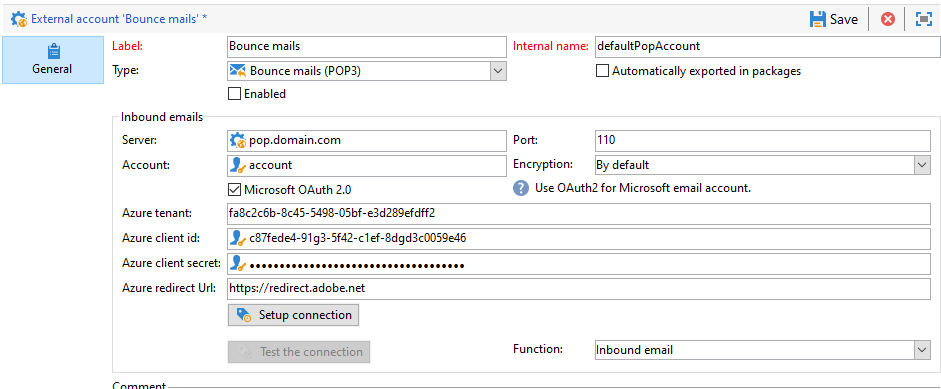 External account 'Bounce mails' *
Save
General
Label: Bounce mails Internal name: defaultPopAccount
Type: Bounce mails (POP3) Automatically exported in packages
Enabled
Inbound emails
Server: pop.domain.com Port: 110
Account: account Encryption: By default
Microsoft OAuth 2.0 ? Use OAuth2 for Microsoft email account.
Azure tenant: fa8c2c6b-8c45-5498-05bf-e3d289efdff2
Azure client id: c87fede4-91g3-5f42-c1ef-8dgd3c0059e46
Azure client secret: ••••••••••••••••••••••••••••••••••••
Azure redirect Url: https://redirect.adobe.net
Setup connection
Test the connection Function: Inbound email
Comment